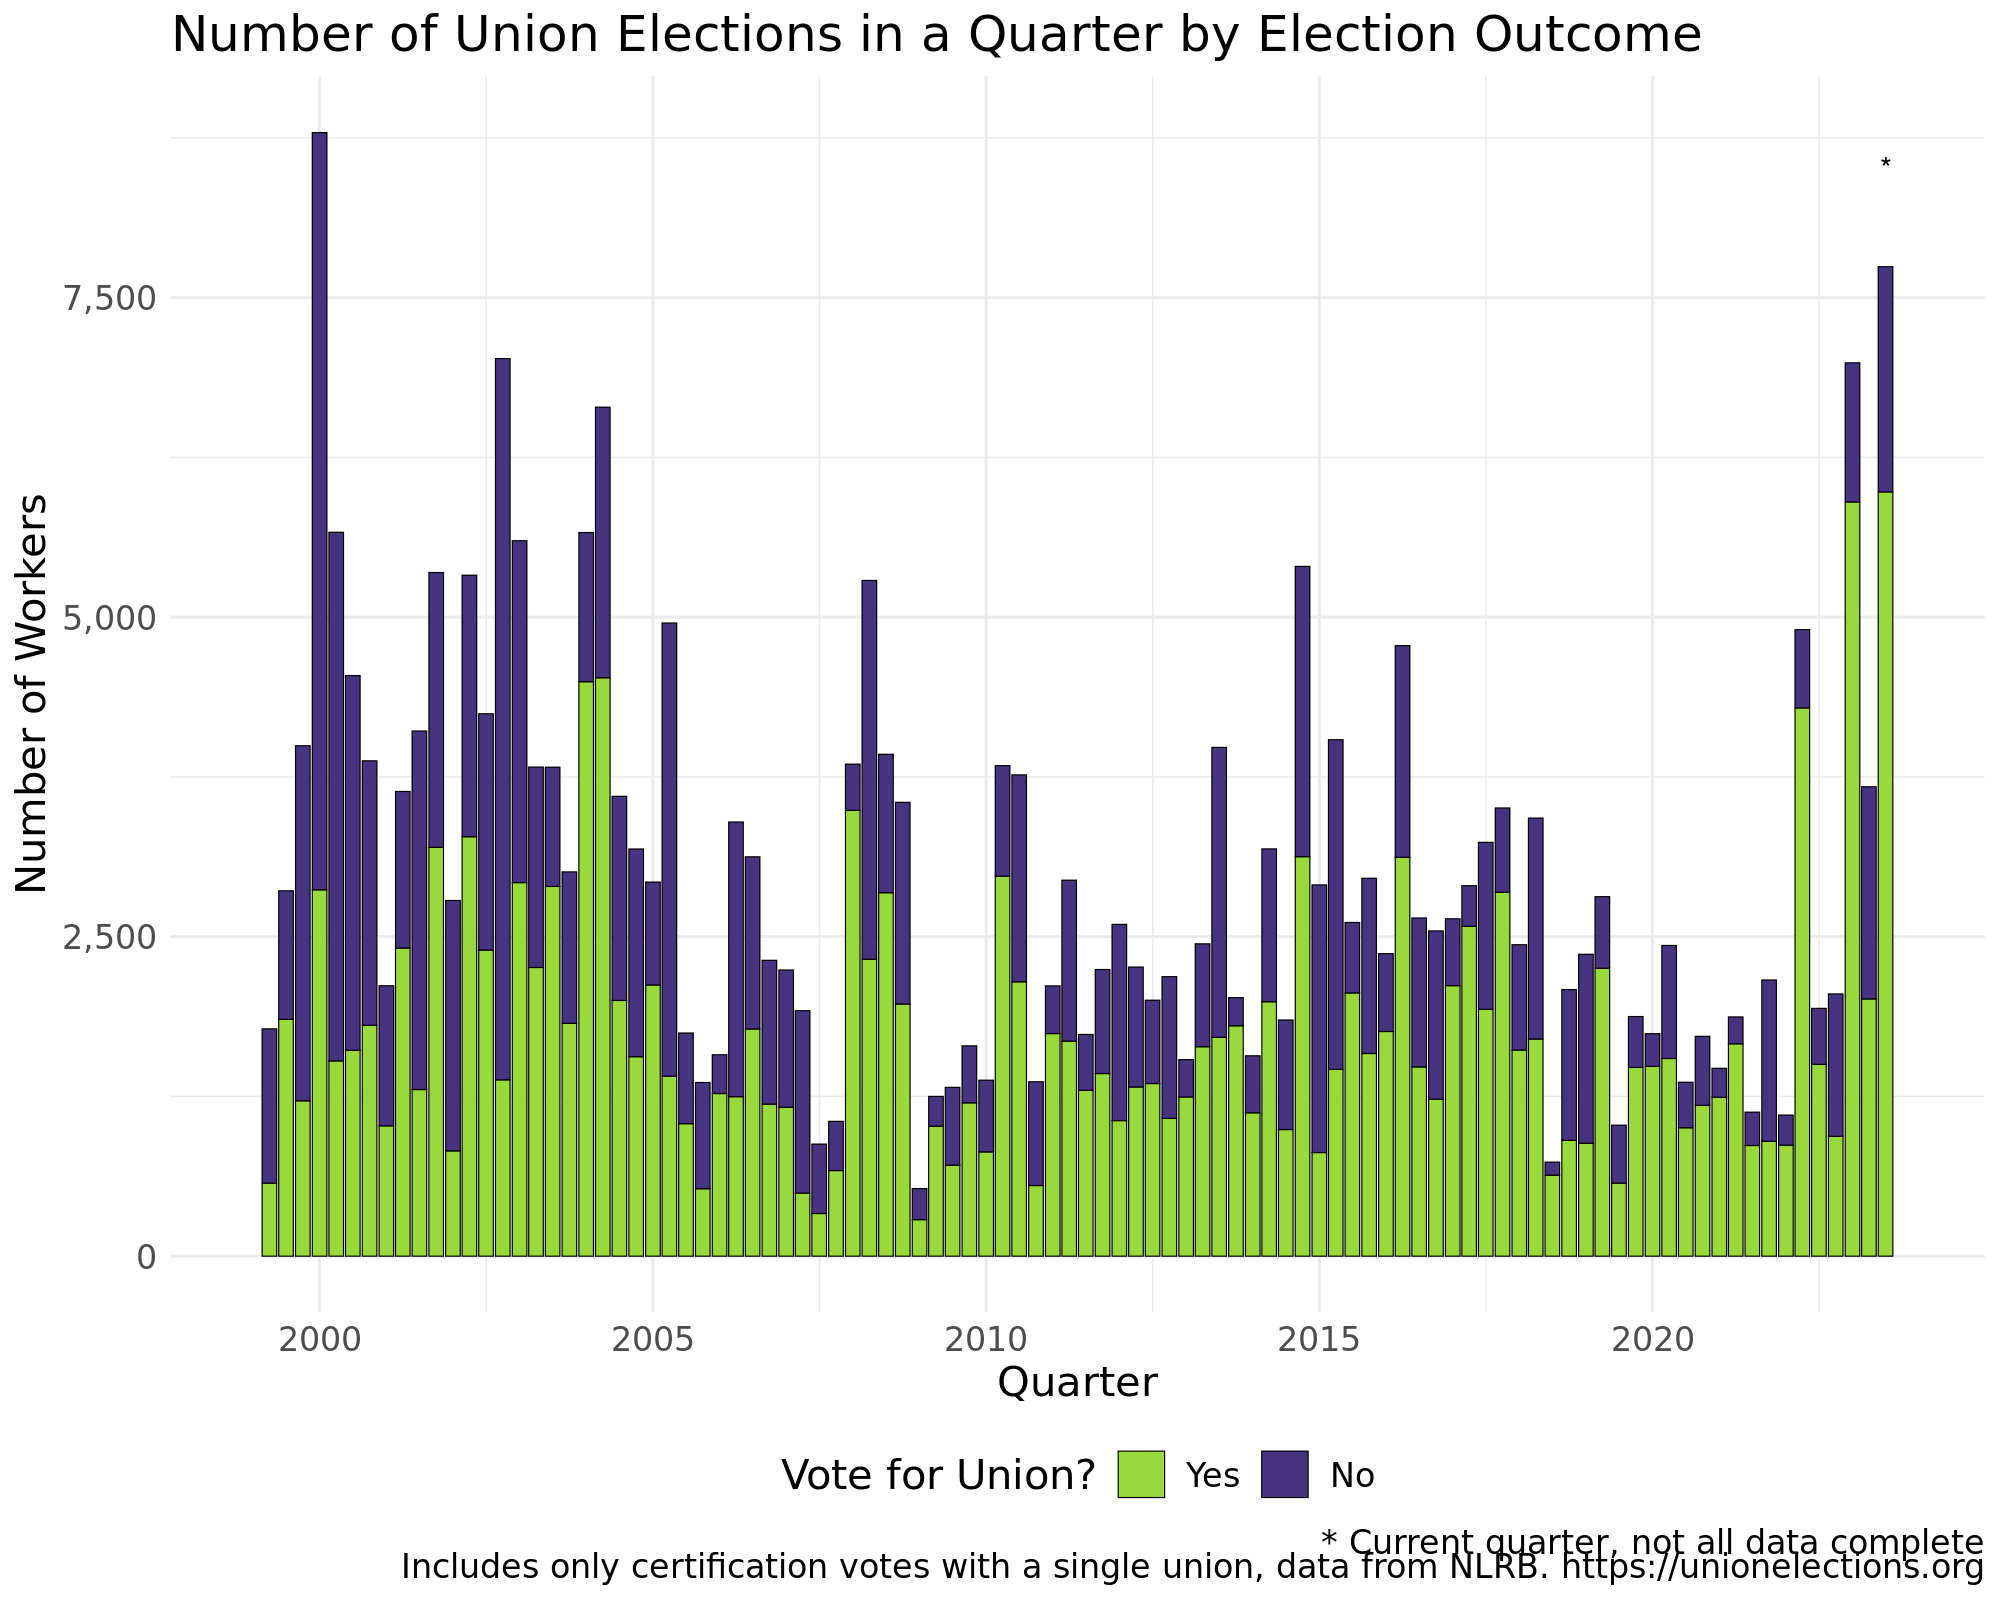 Number of Union Elections in a Quarter by Election Outcome
*
7,500
5,000
2,500
0
Number of Workers
2000 2005 2010 2015 2020
Quarter
Vote for Union? Yes No
* Current quarter, not all data complete
Includes only certification votes with a single union, data from NLRB. https://unionelections.org